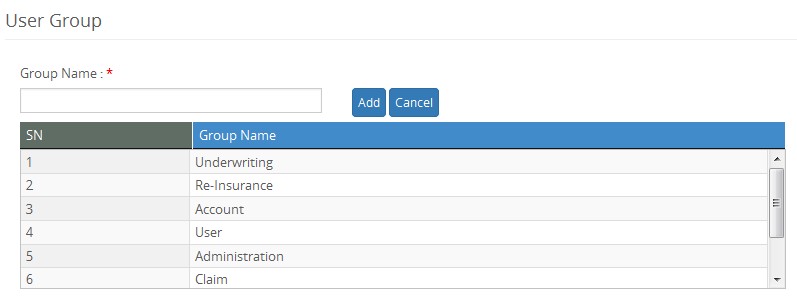 User Group
Group Name : *
Add Cancel
SN Group Name
1 Underwriting
2 Re-Insurance
3 Account
4 User
5 Administration
6 Claim